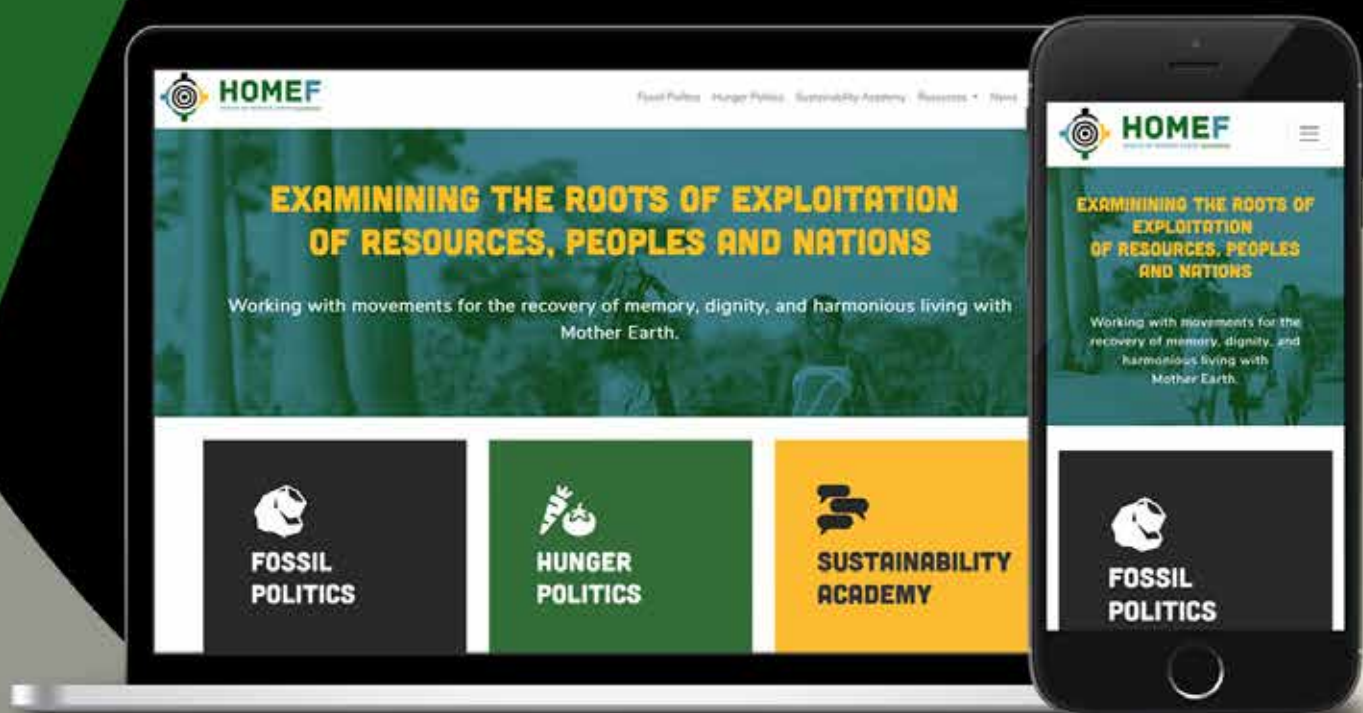 HOMEF
Fossil Politics Hunger Politics Sustainability Academy Resources News
EXAMININING THE ROOTS OF EXPLOITATION
OF RESOURCES, PEOPLES AND NATIONS
Working with movements for the recovery of memory, dignity, and harmonious living with
Mother Earth.
FOSSIL
POLITICS
HUNGER
POLITICS
SUSTAINABILITY
ACADEMY
HOMEF
EXAMININING THE ROOTS OF
EXPLOITATION
OF RESOURCES, PEOPLES
AND NATIONS
Working with movements for the
recovery of memory, dignity, and
harmonious living with
Mother Earth.
FOSSIL
POLITICS